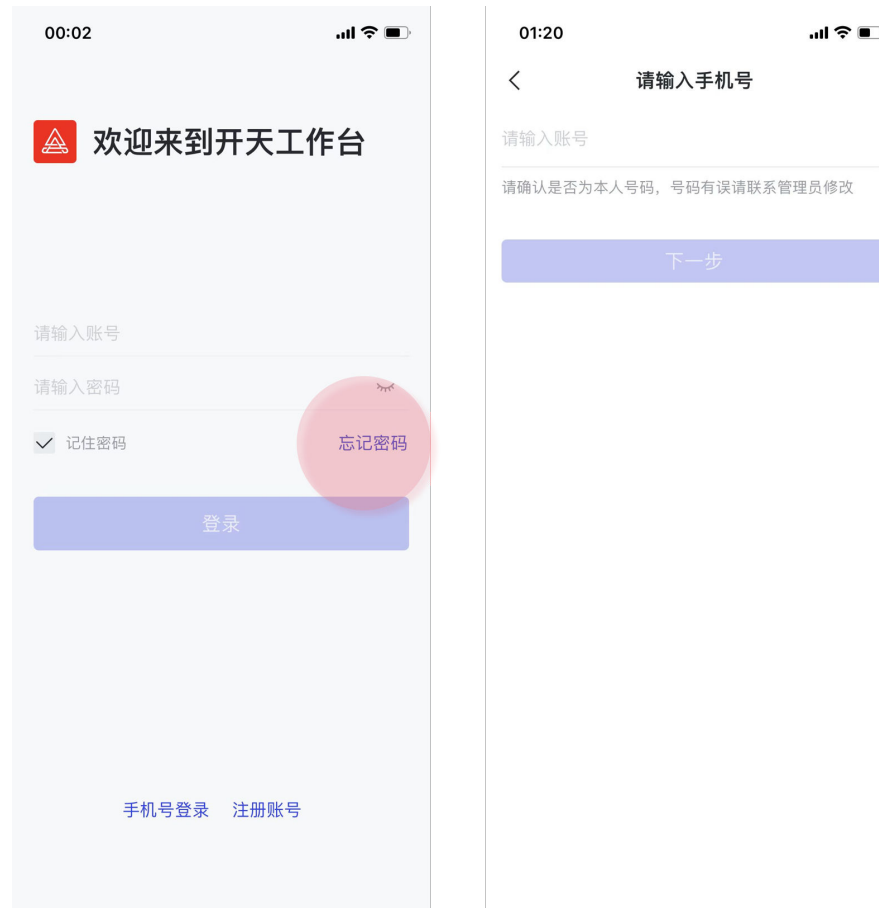 00:02
欢迎来到开天工作台
请输入账号
请输入密码
记住密码
忘记密码
登录
手机号登录 注册账号
01:20
请输入手机号
请输入账号
请确认是否为本人号码，号码有误请联系管理员修改
下一步